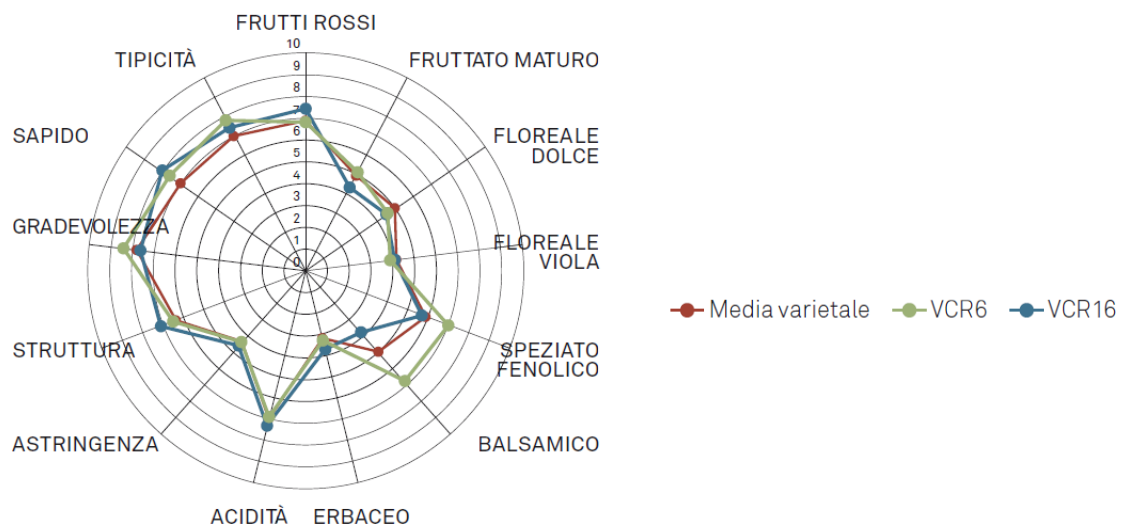 FRUTTI ROSSI
FRUTTATO MATURO
FLOREALE
DOLCE
FLOREALE
VIOLA
SPEZIATO
FENOLICO
BALSAMICO
ERBACEO
ACIDITÀ
ASTRINGENZA
STRUTTURA
GRADEVOLEZZA
SAPIDO
TIPICITÀ
10
9
8
7
6
5
4
3
2
1
0
Media varietale
VCR6
VCR16